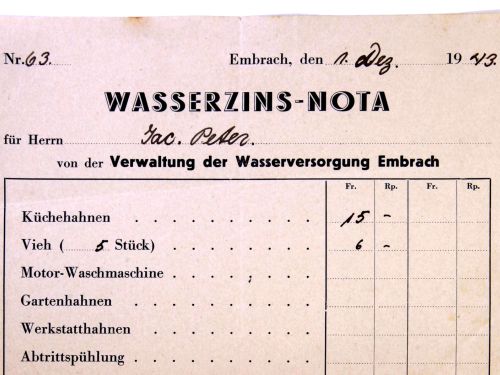 Nr. 63. Embrach, den 1. Dez. 1943.
WASSERZINS-NOTA
für Herrn Jac. Peter.
von der Verwaltung der Wasserversorgung Embrach
Fr. Rp. Fr. Rp.
Küchehahnen . . . . . . . 15 -
Vieh ( 5 Stück) . . . . . . 6 -
Motor-Waschmaschine . . . . . .
Gartenhahnen . . . . . . .
Werkstatthahnen . . . . . . .
Abtrittspühlung . . . . . . .